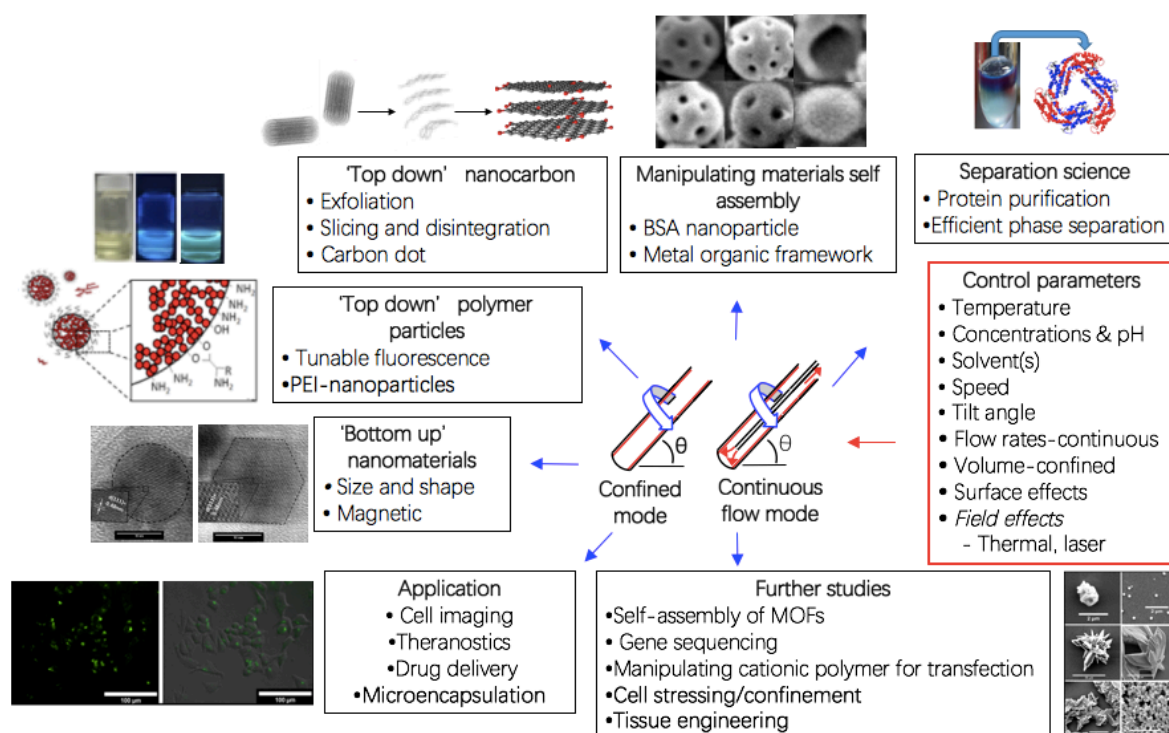 'Top down' nanocarbon
• Exfoliation
• Slicing and disintegration
• Carbon dot
Manipulating materials self
assembly
• BSA nanoparticle
• Metal organic framework
Separation science
• Protein purification
•Efficient phase separation
Control parameters
• Temperature
• Concentrations & pH
• Solvent(s)
• Speed
• Tilt angle
• Flow rates-continuous
• Volume-confined
• Surface effects
• Field effects
- Thermal, laser
'Top down' polymer
particles
• Tunable fluorescence
•PEI-nanoparticles
NH2
NH2
OH
O
O
R
NH2
NH2
NH2
'Bottom up'
nanomaterials
• Size and shape
• Magnetic
θ
Confined
mode
θ
Continuous
flow mode
Application
• Cell imaging
•Theranostics
•Drug delivery
•Microencapsulation
Further studies
•Self-assembly of MOFs
• Gene sequencing
•Manipulating cationic polymer for transfection
•Cell stressing/confinement
•Tissue engineering
100 μm
100 μm